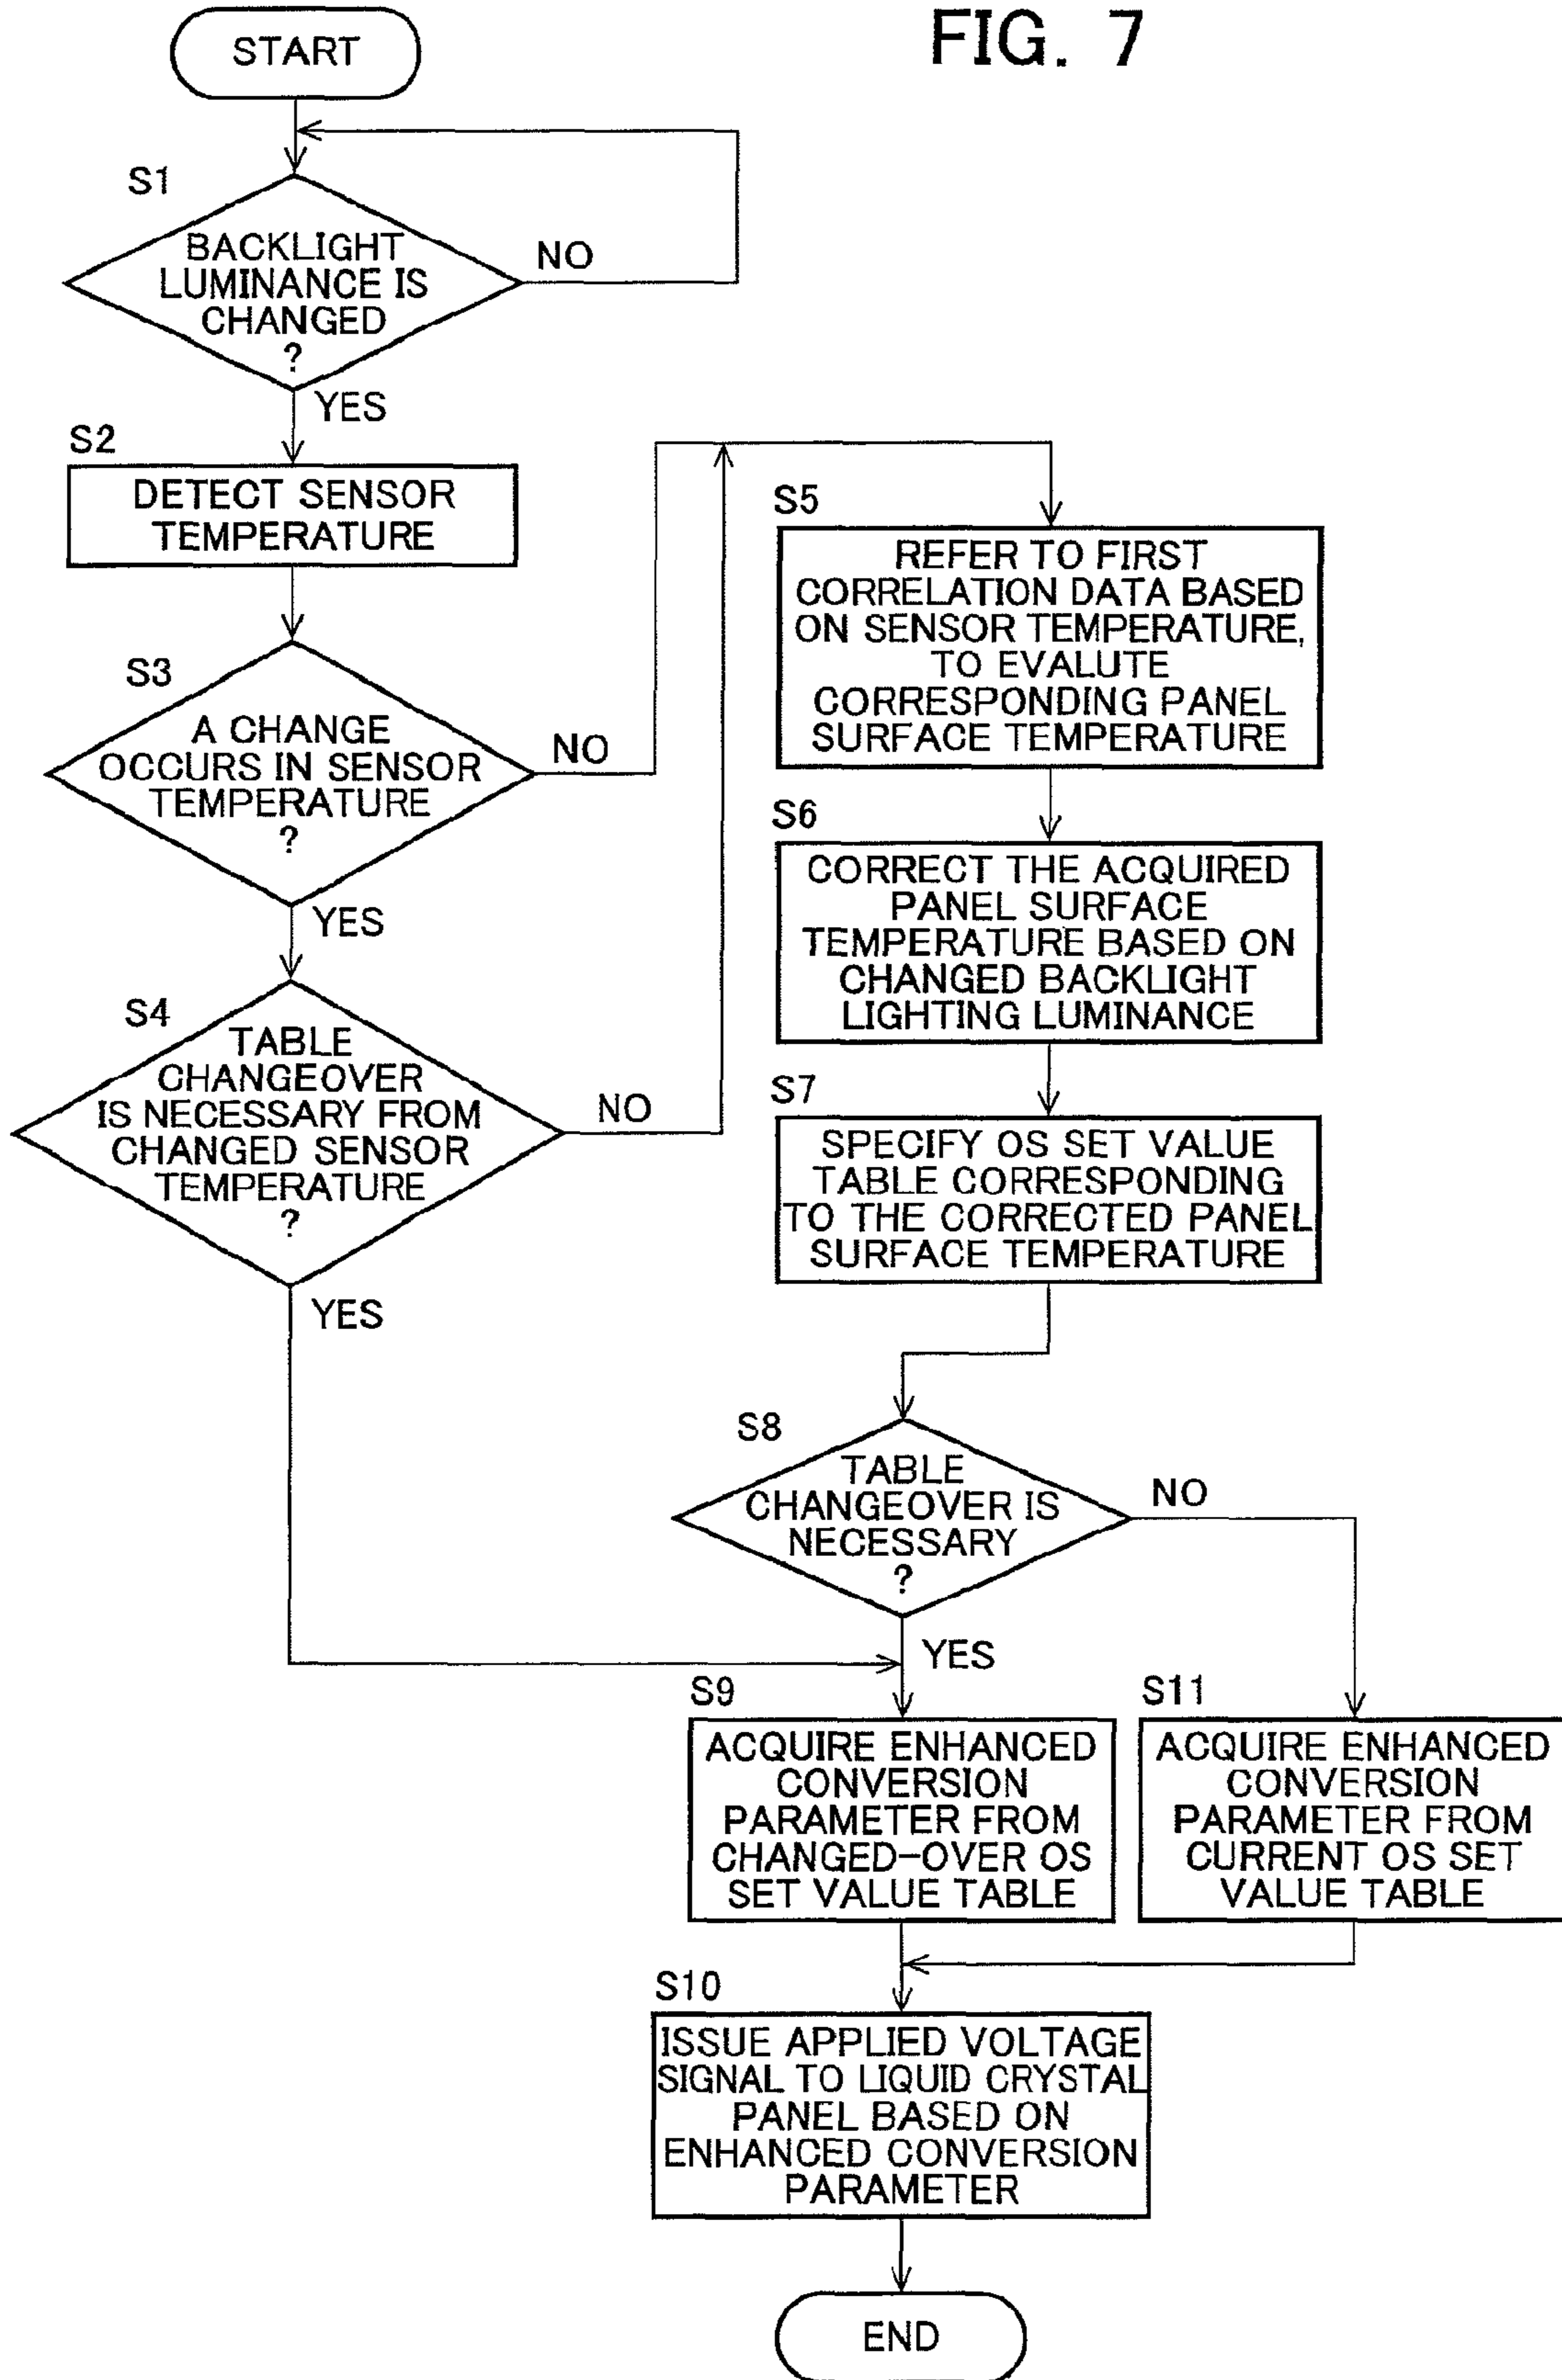 FIG. 7
START
S1
BACKLIGHT
LUMINANCE IS
CHANGED
?
NO
YES
S2
DETECT SENSOR
TEMPERATURE
S3
A CHANGE
OCCURS IN SENSOR
TEMPERATURE
?
NO
YES
S4
TABLE
CHANGEOVER
IS NECESSARY FROM
CHANGED SENSOR
TEMPERATURE
?
NO
YES
S5
REFER TO FIRST
CORRELATION DATA BASED
ON SENSOR TEMPERATURE,
TO EVALUTE
CORRESPONDING PANEL
SURFACE TEMPERATURE
S6
CORRECT THE ACQUIRED
PANEL SURFACE
TEMPERATURE BASED ON
CHANGED BACKLIGHT
LIGHTING LUMINANCE
S7
SPECIFY OS SET VALUE
TABLE CORRESPONDING
TO THE CORRECTED PANEL
SURFACE TEMPERATURE
S8
TABLE
CHANGEOVER IS
NECESSARY
?
NO
YES
S9
ACQUIRE ENHANCED
CONVERSION
PARAMETER FROM
CHANGED-OVER OS
SET VALUE TABLE
S11
ACQUIRE ENHANCED
CONVERSION
PARAMETER FROM
CURRENT OS SET
VALUE TABLE
S10
ISSUE APPLIED VOLTAGE
SIGNAL TO LIQUID CRYSTAL
PANEL BASED ON
ENHANCED CONVERSION
PARAMETER
END